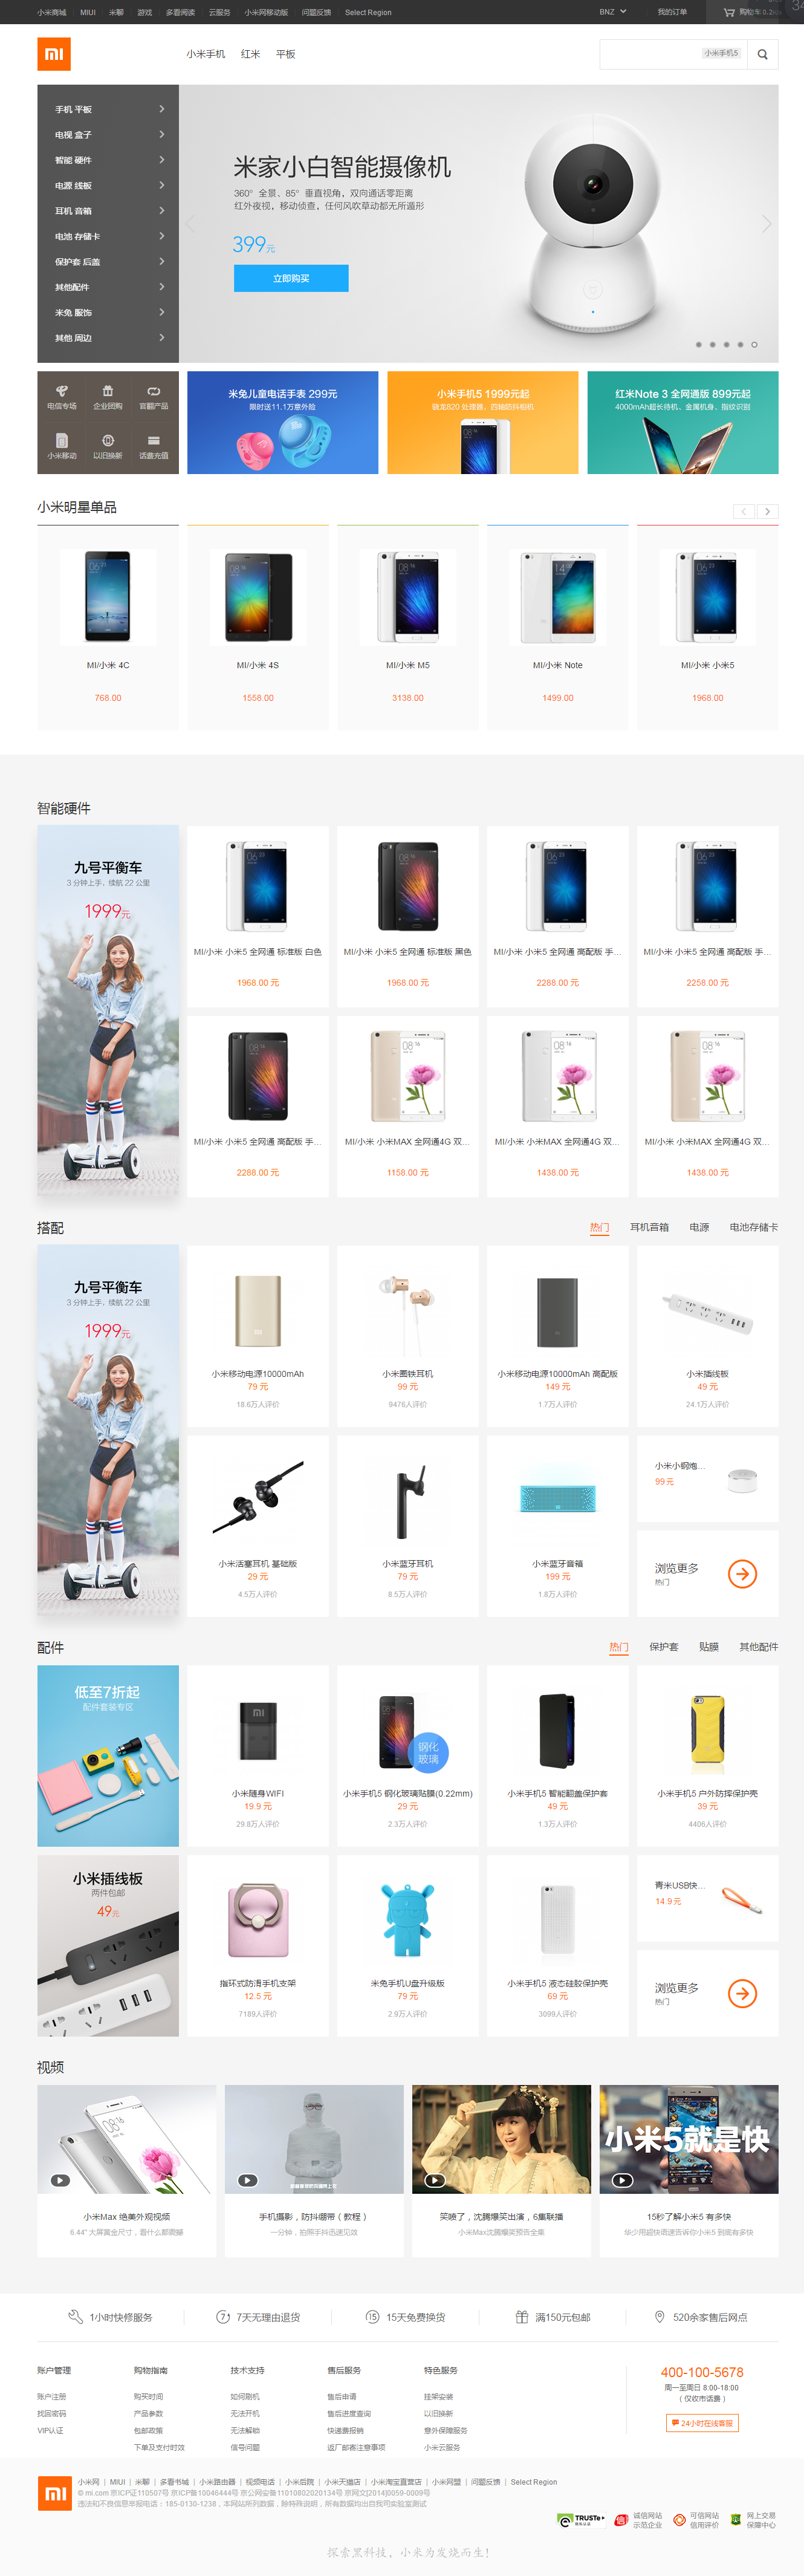 小米商城 MIUI 米聊 游戏 多看阅读 云服务 小米网移动版 问题反馈 Select Region
BNZ 我的订单 购物车
小米手机 红米 平板
小米手机5
手机 平板
电视 盒子
智能 硬件
电源 线板
耳机 音箱
电池 存储卡
保护套 后盖
其他配件
米兔 服饰
其他 周边
米家小白智能摄像机
360° 全景、85° 垂直视角，双向通话零距离
红外夜视，移动侦查，任何风吹草动都无所遁形
399元
立即购买
电信专场 企业团购 官翻产品
小米移动 以旧换新 话费充值
米兔儿童电话手表 299元
限时送11.1万意外险
小米手机5 1999元起
骁龙820 处理器，四轴防抖相机
红米Note 3 全网通版 899元起
4000mAh超长待机、金属机身、指纹识别
小米明星单品
MI/小米 4C
768.00
MI/小米 4S
1558.00
MI/小米 M5
3138.00
MI/小米 Note
1499.00
MI/小米 小米5
1968.00
智能硬件
九号平衡车
3 分钟上手，续航 22 公里
1999元
MI/小米 小米5 全网通 标准版 白色
1968.00 元
MI/小米 小米5 全网通 标准版 黑色
1968.00 元
MI/小米 小米5 全网通 高配版 手...
2288.00 元
MI/小米 小米5 全网通 高配版 手...
2258.00 元
MI/小米 小米5 全网通 高配版 手...
2288.00 元
MI/小米 小米MAX 全网通4G 双...
1158.00 元
MI/小米 小米MAX 全网通4G 双...
1438.00 元
MI/小米 小米MAX 全网通4G 双...
1438.00 元
搭配
热门 耳机音箱 电源 电池存储卡
九号平衡车
3 分钟上手，续航 22 公里
1999元
小米移动电源10000mAh
79 元
18.6万人评价
小米圈铁耳机
99 元
9476人评价
小米移动电源10000mAh 高配版
149 元
1.7万人评价
小米插线板
49 元
24.1万人评价
小米活塞耳机 基础版
29 元
4.5万人评价
小米蓝牙耳机
79 元
8.5万人评价
小米蓝牙音箱
199 元
1.8万人评价
小米小钢炮...
99 元
浏览更多
热门
配件
热门 保护套 贴膜 其他配件
低至7折起
配件套装专区
小米随身WIFI
19.9 元
29.8万人评价
钢化
玻璃
小米手机5 钢化玻璃贴膜(0.22mm)
29 元
2.3万人评价
小米手机5 智能翻盖保护套
49 元
1.3万人评价
小米手机5 户外防摔保护壳
39 元
4406人评价
小米插线板
两件包邮
49元
指环式防滑手机支架
12.5 元
7189人评价
米兔手机U盘升级版
79 元
2.9万人评价
小米手机5 液态硅胶保护壳
69 元
3099人评价
青米USB快...
14.9 元
浏览更多
热门
视频
小米5就是快
小米Max 绝美外观视频
6.44" 大屏黄金尺寸，看什么都震撼
手机摄影，防抖绷带（教程）
一分钟，拍照手抖迅速见效
笑喷了，沈腾爆笑出演，6集联播
小米Max沈腾爆笑预告全集
15秒了解小米5 有多快
华少用超快语速告诉你小米5 到底有多快
1小时快修服务 7天无理由退货 15天免费换货 满150元包邮 520余家售后网点
账户管理
账户注册
找回密码
VIP认证
购物指南
购买时间
产品参数
包邮政策
下单及支付时效
技术支持
如何刷机
无法开机
无法解锁
信号问题
售后服务
售后申请
售后进度查询
快递费报销
返厂邮寄注意事项
特色服务
挂架安装
以旧换新
意外保障服务
小米云服务
400-100-5678
周一至周日 8:00-18:00
（仅收市话费）
24小时在线客服
小米网 | MIUI | 米聊 | 多看书城 | 小米路由器 | 视频电话 | 小米后院 | 小米天猫店 | 小米淘宝直营店 | 小米网盟 | 问题反馈 | Select Region
© mi.com 京ICP证110507号 京ICP备10046444号 京公网安备11010802020134号 京网文[2014]0059-0009号
违法和不良信息举报电话：185-0130-1238，本网站所列数据，除特殊说明，所有数据均出自我司实验室测试
TRUSTe
诚信网站
示范企业
可信网站
信用评价
网上交易
保障中心
探索黑科技，小米为发烧而生！